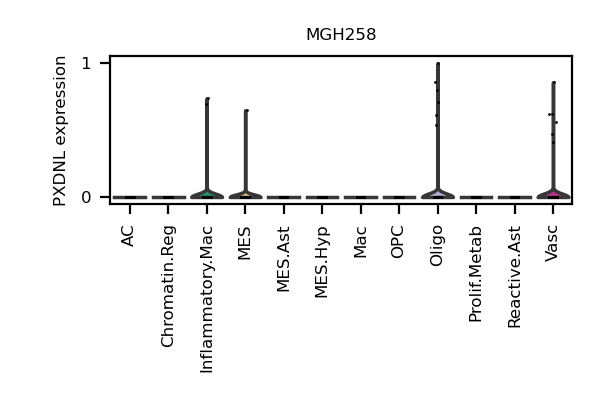 MGH258
PXDNL expression
1
0
AC
Chromatin.Reg
Inflammatory.Mac
MES
MES.Ast
MES.Hyp
Mac
OPC
Oligo
Prolif.Metab
Reactive.Ast
Vasc